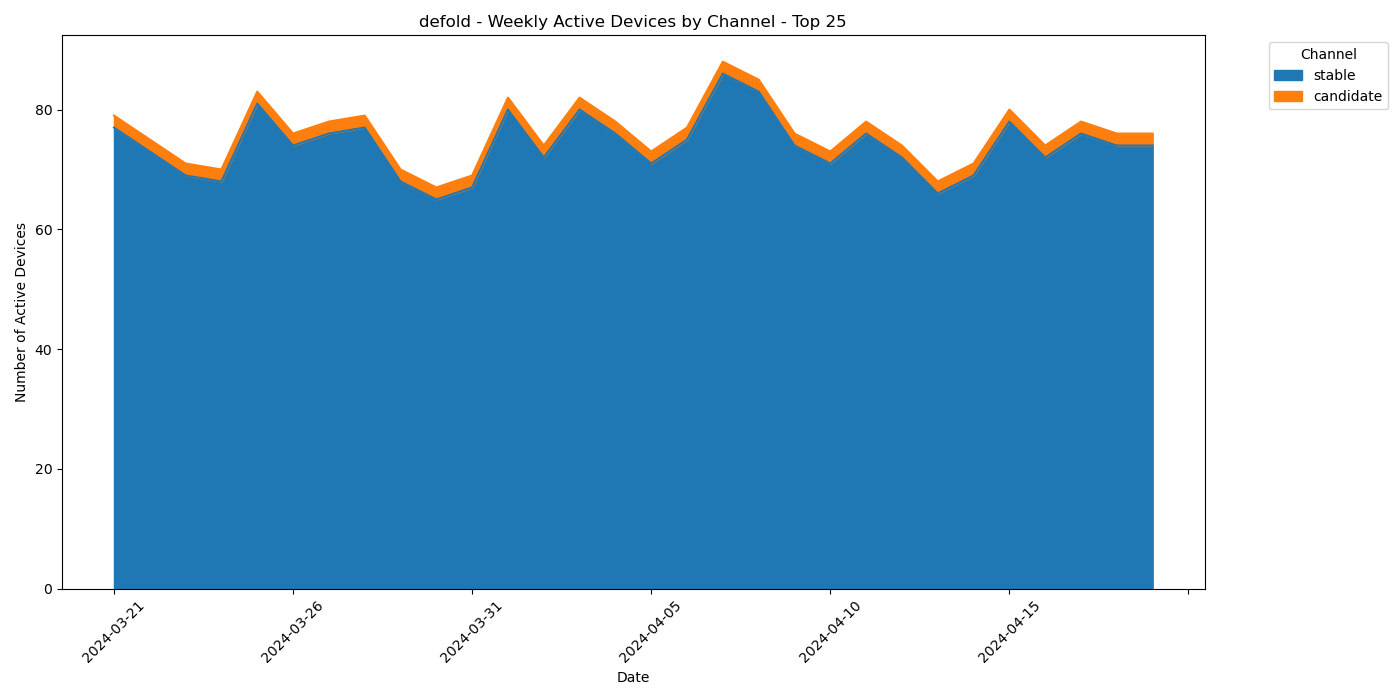 defold - Weekly Active Devices by Channel - Top 25
Channel
stable
candidate
Number of Active Devices
80
60
40
20
0
2024-03-21
2024-03-26
2024-03-31
2024-04-05
2024-04-10
2024-04-15
Date